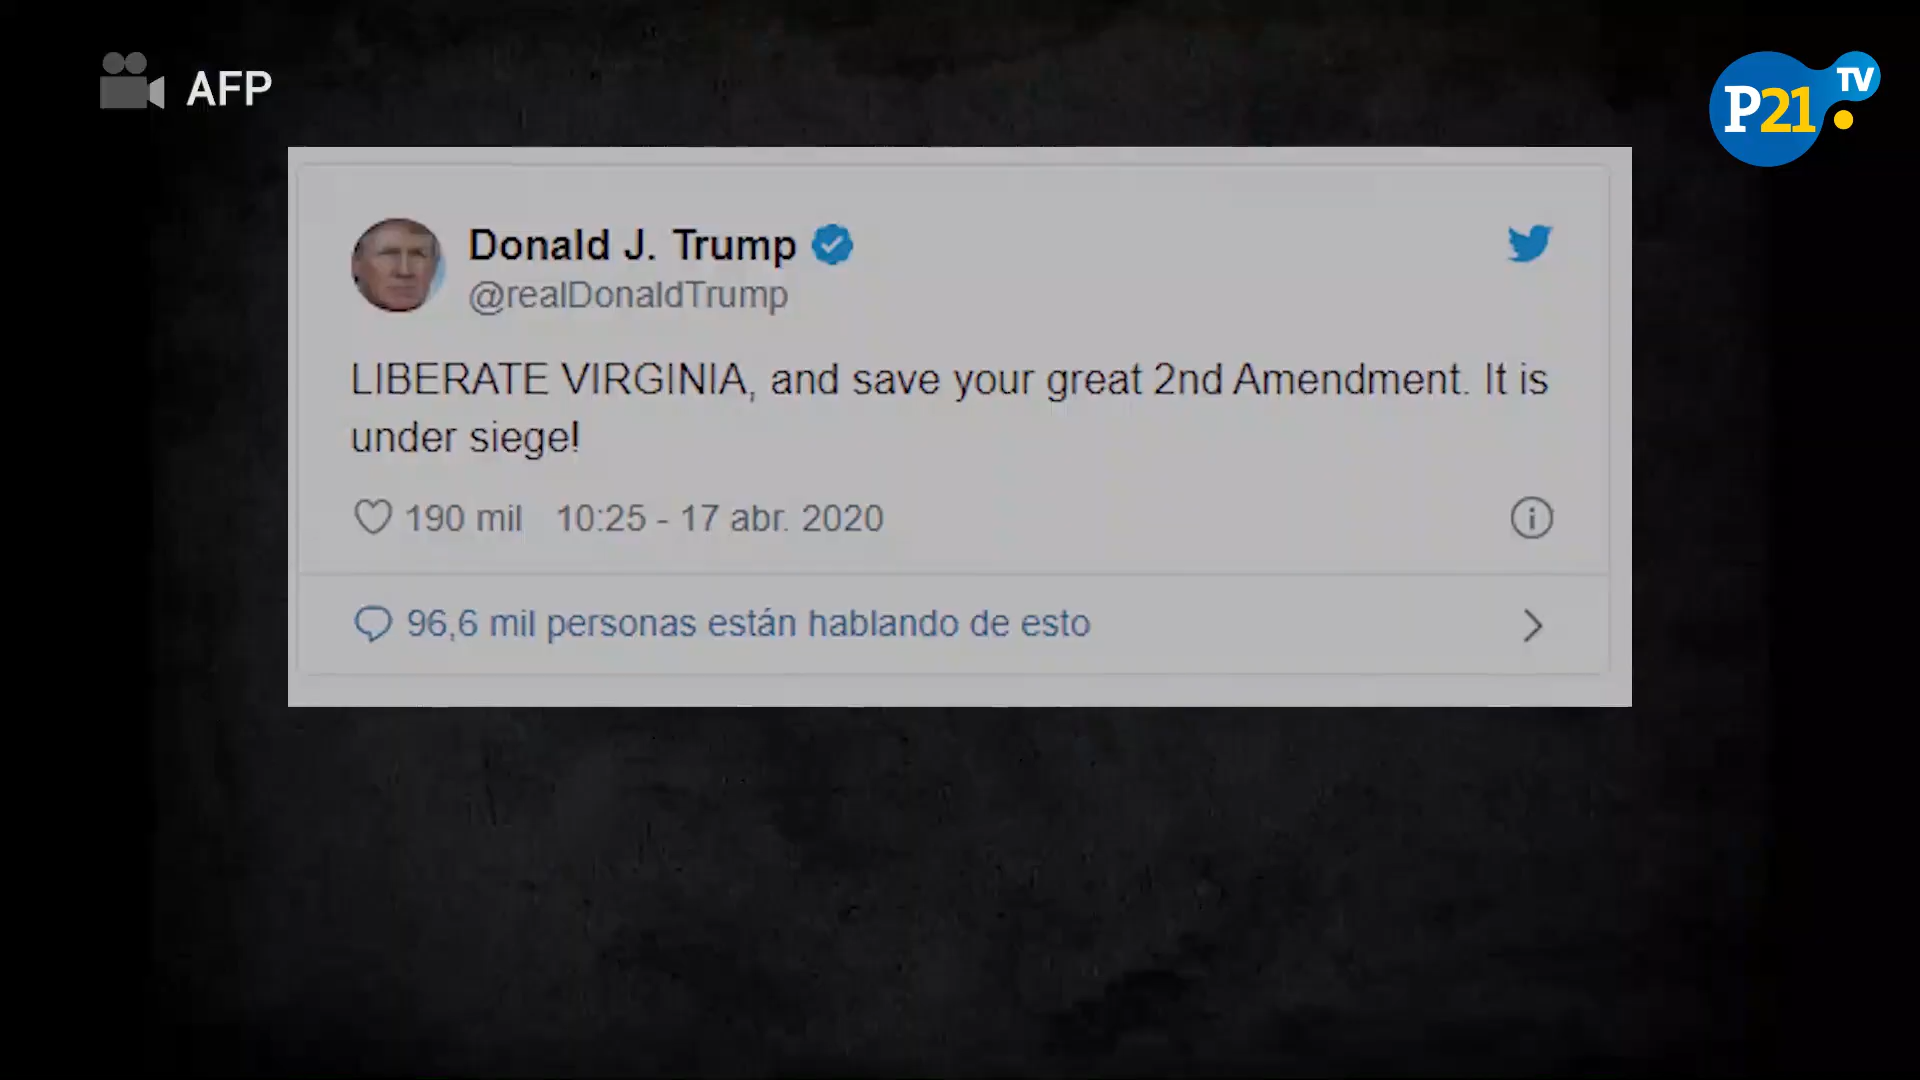 AFP
P21 TV
Donald J. Trump
@realDonaldTrump
LIBERATE VIRGINIA, and save your great 2nd Amendment. It is
under siege!
190 mil 10:25 - 17 abr. 2020
96,6 mil personas están hablando de esto